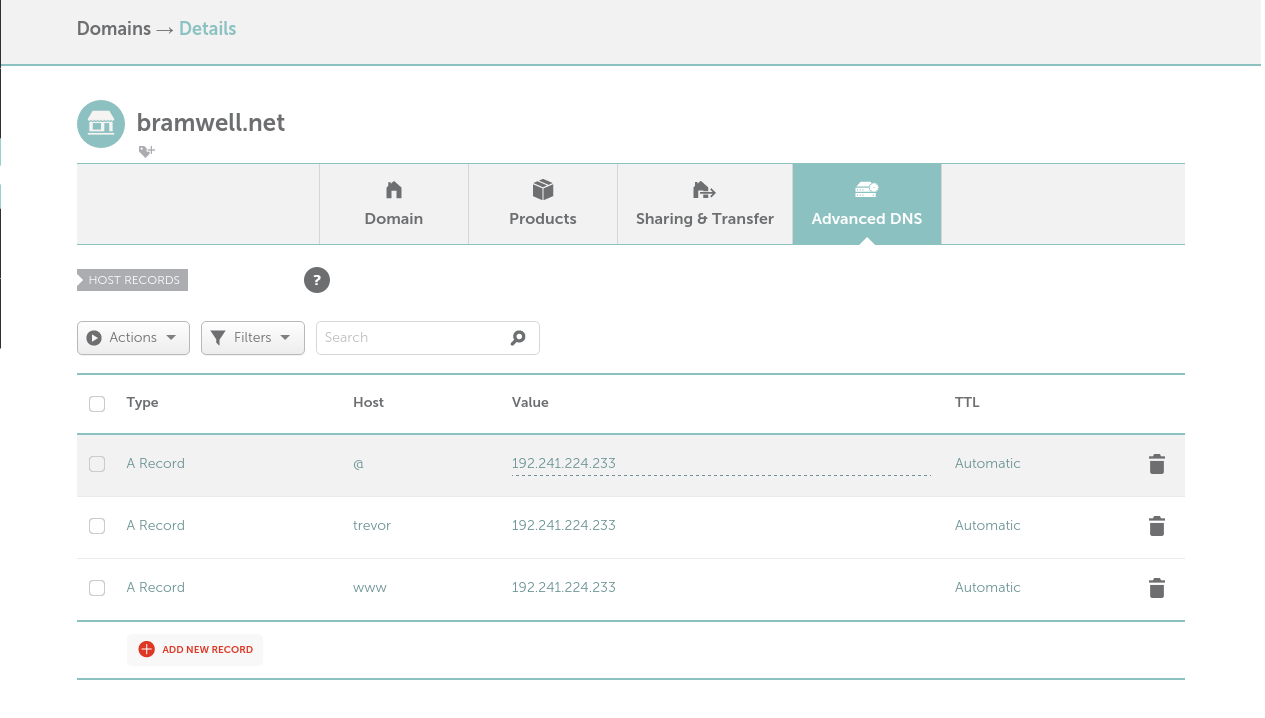 Domains → Details
bramwell.net
Domain
Products
Sharing & Transfer
Advanced DNS
HOST RECORDS
?
Actions
Filters
Search
Type Host Value TTL
A Record @ 192.241.224.233 Automatic
A Record trevor 192.241.224.233 Automatic
A Record www 192.241.224.233 Automatic
ADD NEW RECORD